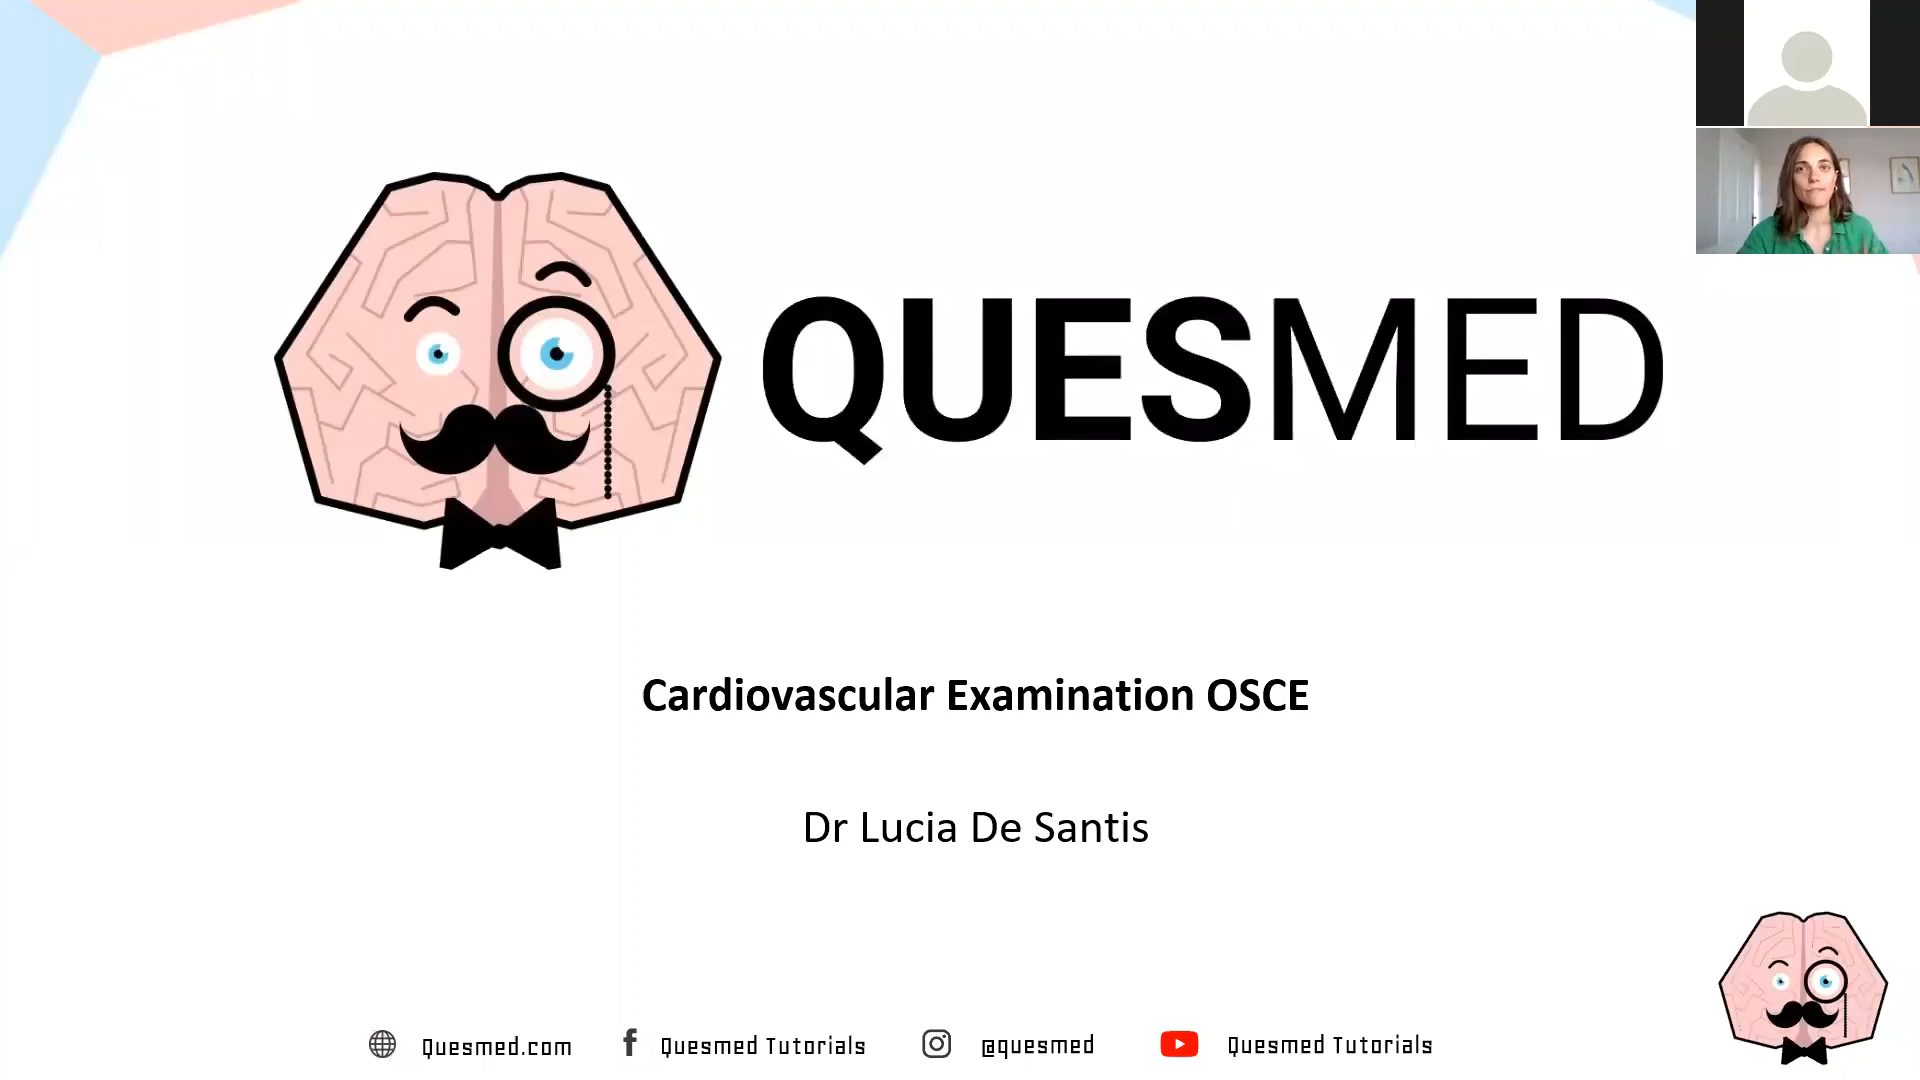 QUESMED
Cardiovascular Examination OSCE
Dr Lucia De Santis
Quesmed.com
Quesmed Tutorials
@quesmed
Quesmed Tutorials